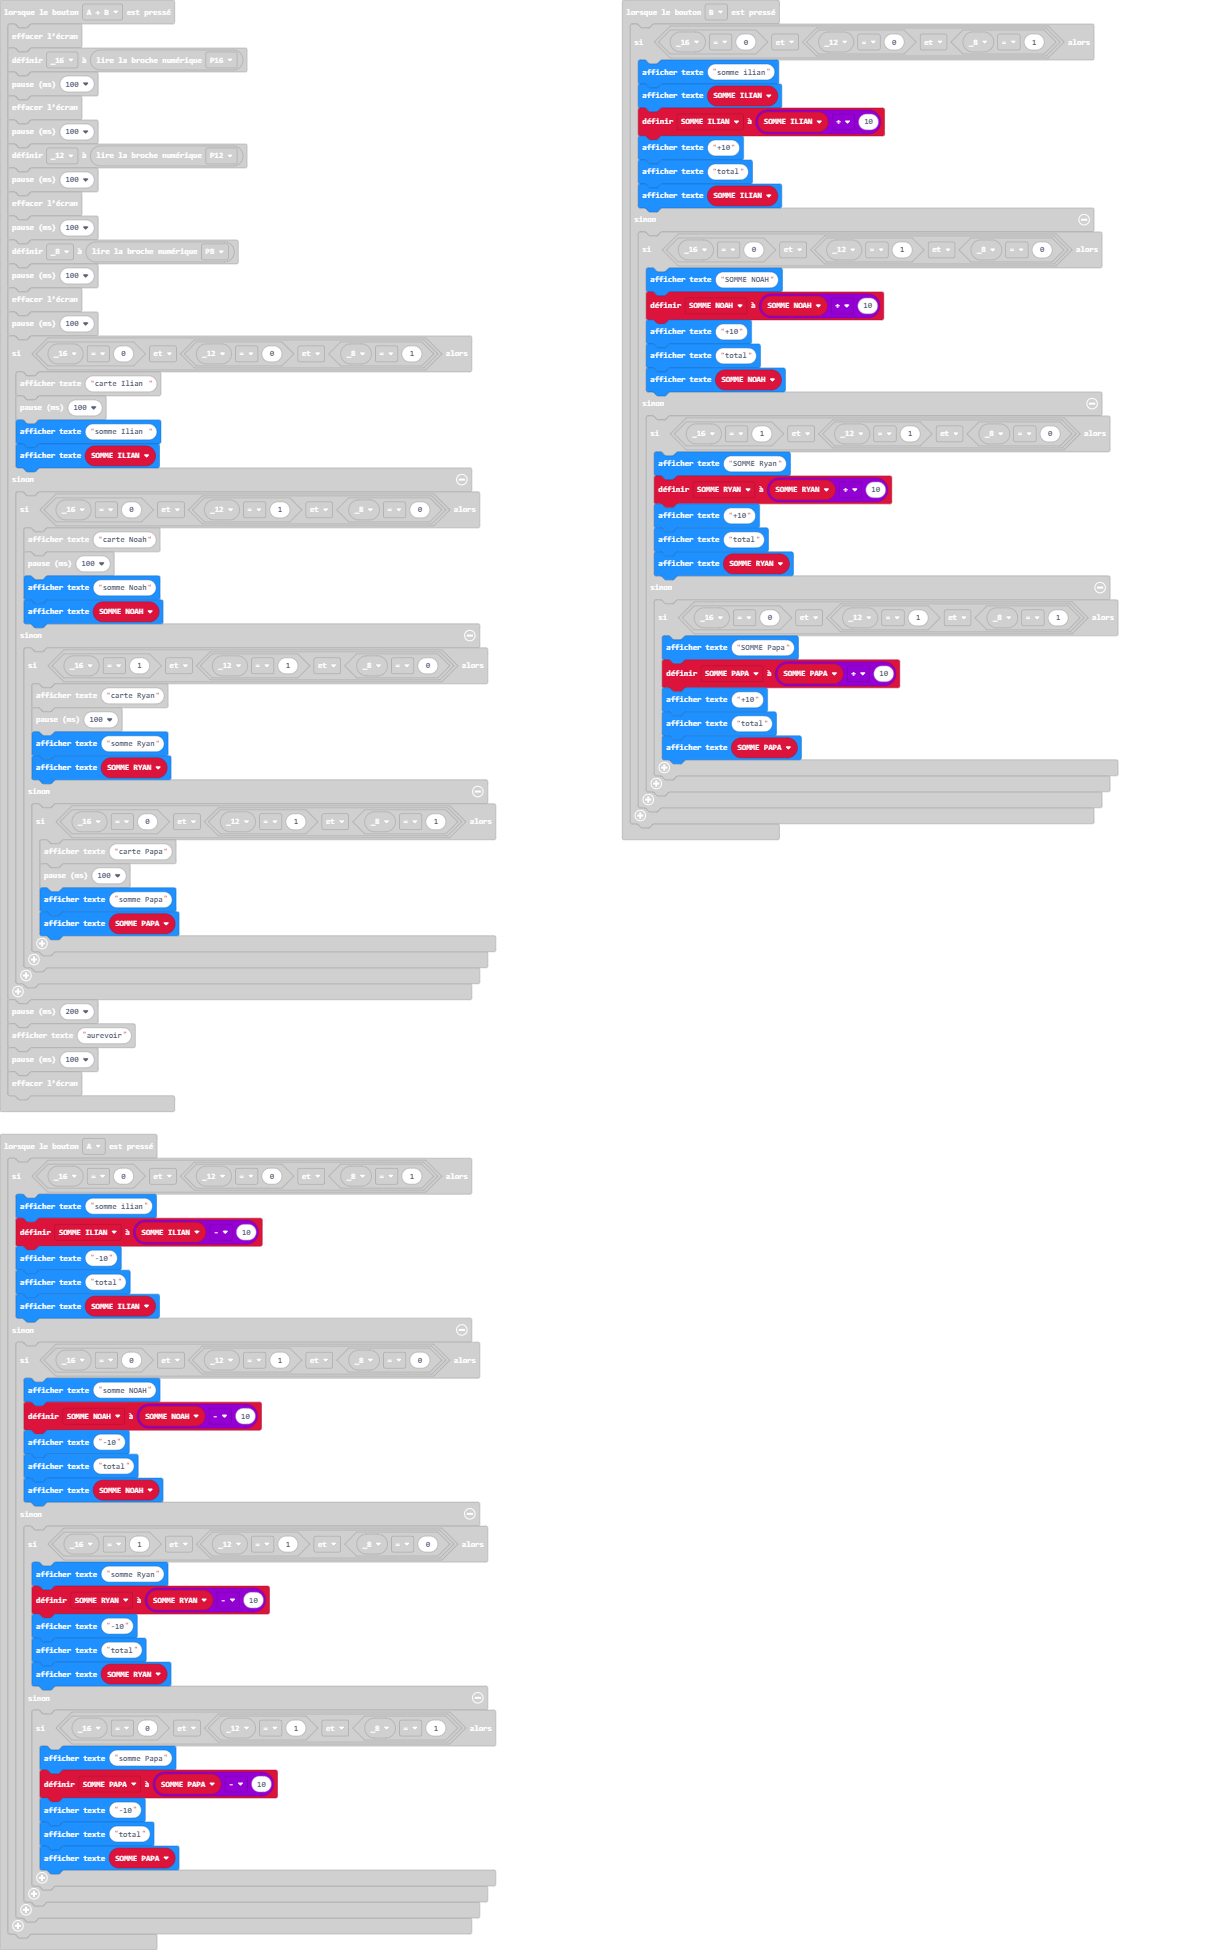 lorsque le bouton A + B est pressé
effacer l'écran
définir _16 à lire la broche numérique P16
pause (ms) 100
effacer l'écran
pause (ms) 100
définir _12 à lire la broche numérique P12
pause (ms) 100
effacer l'écran
pause (ms) 100
définir _8 à lire la broche numérique P8
pause (ms) 100
effacer l'écran
pause (ms) 100
si _16 = 0 et _12 = 0 et _8 = 1 alors
afficher texte "carte Ilian "
pause (ms) 100
afficher texte "somme Ilian "
afficher texte SOMME ILIAN
sinon
si _16 = 0 et _12 = 1 et _8 = 0 alors
afficher texte "carte Noah"
pause (ms) 100
afficher texte "somme Noah"
afficher texte SOMME NOAH
sinon
si _16 = 1 et _12 = 1 et _8 = 0 alors
afficher texte "carte Ryan"
pause (ms) 100
afficher texte "somme Ryan"
afficher texte SOMME RYAN
sinon
si _16 = 0 et _12 = 1 et _8 = 1 alors
afficher texte "carte Papa"
pause (ms) 100
afficher texte "somme Papa"
afficher texte SOMME PAPA
pause (ms) 200
afficher texte "aurevoir"
pause (ms) 100
effacer l'écran
lorsque le bouton B est pressé
si _16 = 0 et _12 = 0 et _8 = 1 alors
afficher texte "somme ilian"
afficher texte SOMME ILIAN
définir SOMME ILIAN à SOMME ILIAN + 10
afficher texte "+10"
afficher texte "total"
afficher texte SOMME ILIAN
sinon
si _16 = 0 et _12 = 1 et _8 = 0 alors
afficher texte "SOMME NOAH"
définir SOMME NOAH à SOMME NOAH + 10
afficher texte "+10"
afficher texte "total"
afficher texte SOMME NOAH
sinon
si _16 = 1 et _12 = 1 et _8 = 0 alors
afficher texte "SOMME Ryan"
définir SOMME RYAN à SOMME RYAN + 10
afficher texte "+10"
afficher texte "total"
afficher texte SOMME RYAN
sinon
si _16 = 0 et _12 = 1 et _8 = 1 alors
afficher texte "SOMME Papa"
définir SOMME PAPA à SOMME PAPA + 10
afficher texte "+10"
afficher texte "total"
afficher texte SOMME PAPA
lorsque le bouton A est pressé
si _16 = 0 et _12 = 0 et _8 = 1 alors
afficher texte "somme ilian"
définir SOMME ILIAN à SOMME ILIAN - 10
afficher texte "-10"
afficher texte "total"
afficher texte SOMME ILIAN
sinon
si _16 = 0 et _12 = 1 et _8 = 0 alors
afficher texte "somme NOAH"
définir SOMME NOAH à SOMME NOAH - 10
afficher texte "-10"
afficher texte "total"
afficher texte SOMME NOAH
sinon
si _16 = 1 et _12 = 1 et _8 = 0 alors
afficher texte "somme Ryan"
définir SOMME RYAN à SOMME RYAN - 10
afficher texte "-10"
afficher texte "total"
afficher texte SOMME RYAN
sinon
si _16 = 0 et _12 = 1 et _8 = 1 alors
afficher texte "somme Papa"
définir SOMME PAPA à SOMME PAPA - 10
afficher texte "-10"
afficher texte "total"
afficher texte SOMME PAPA